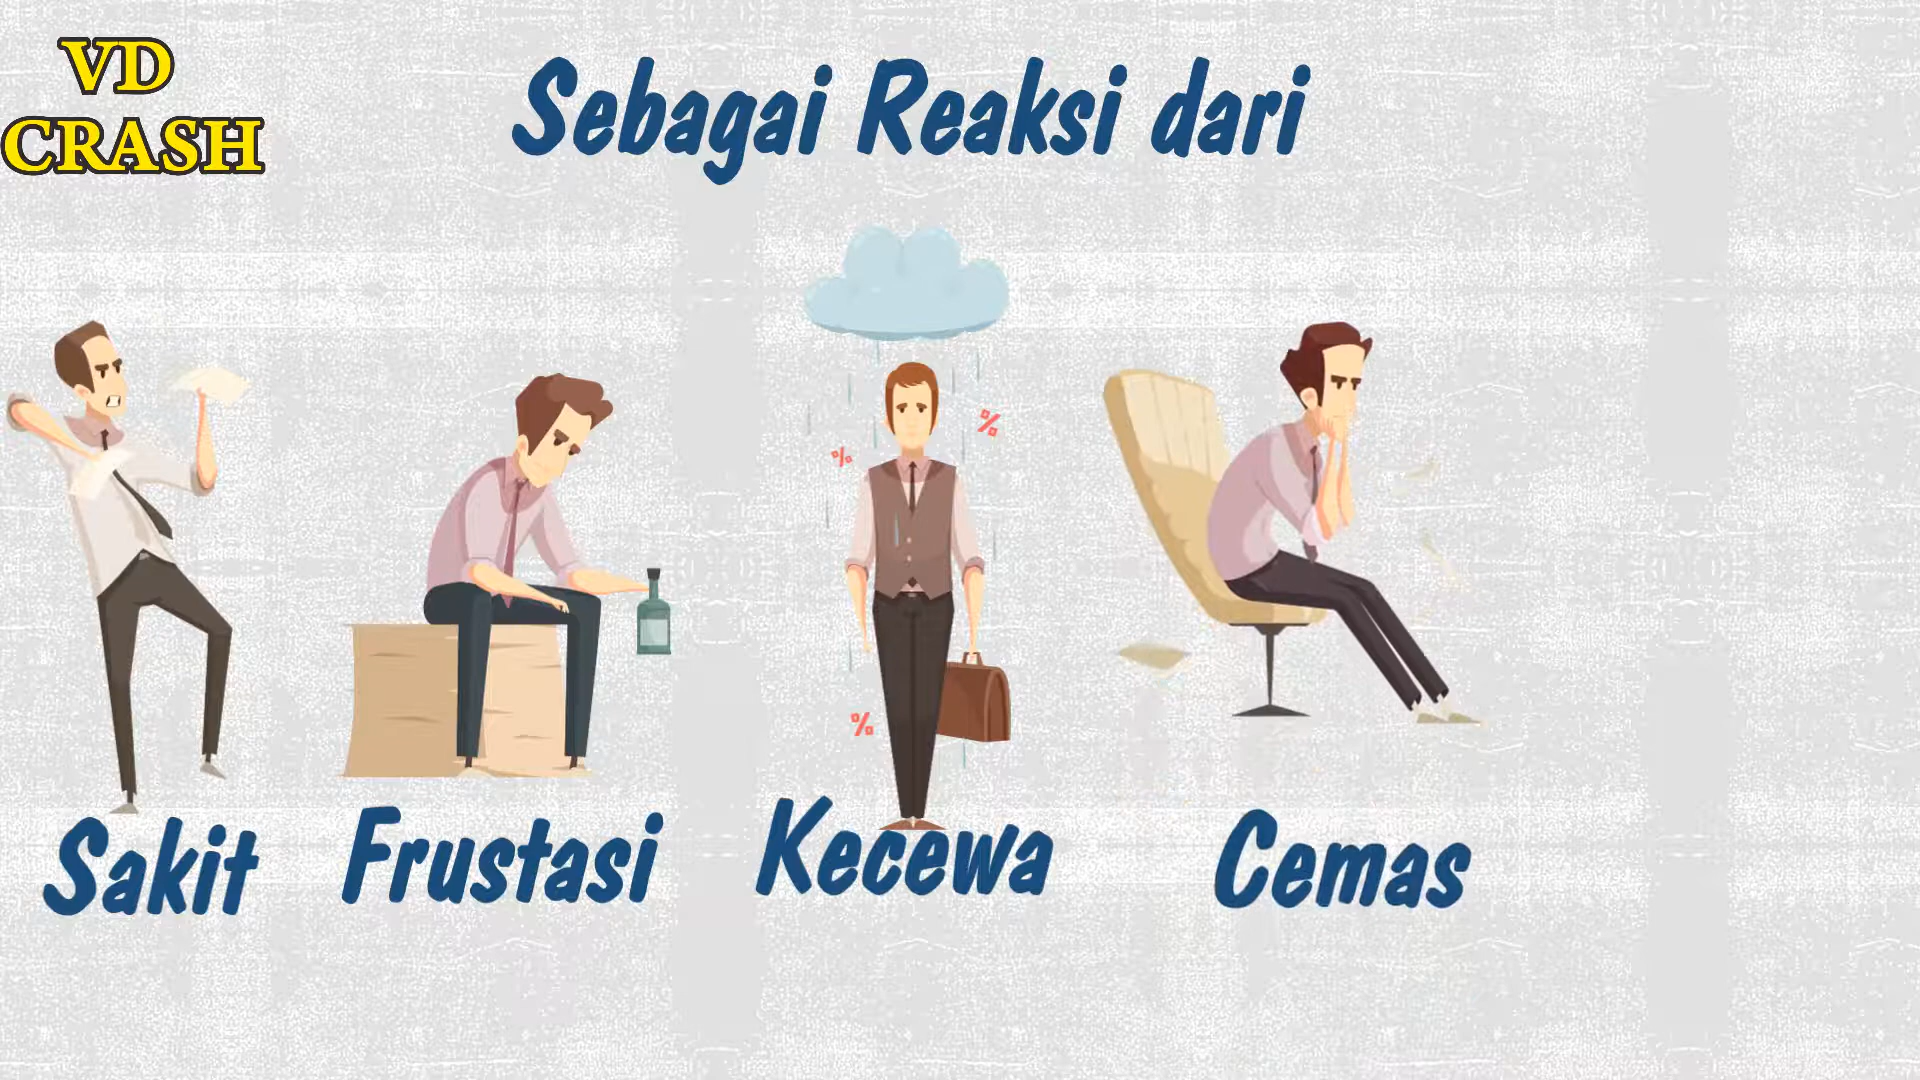 VD
CRASH
Sebagai Reaksi dari
%
%
%
Sakit
Frustasi
Kecewa
Cemas